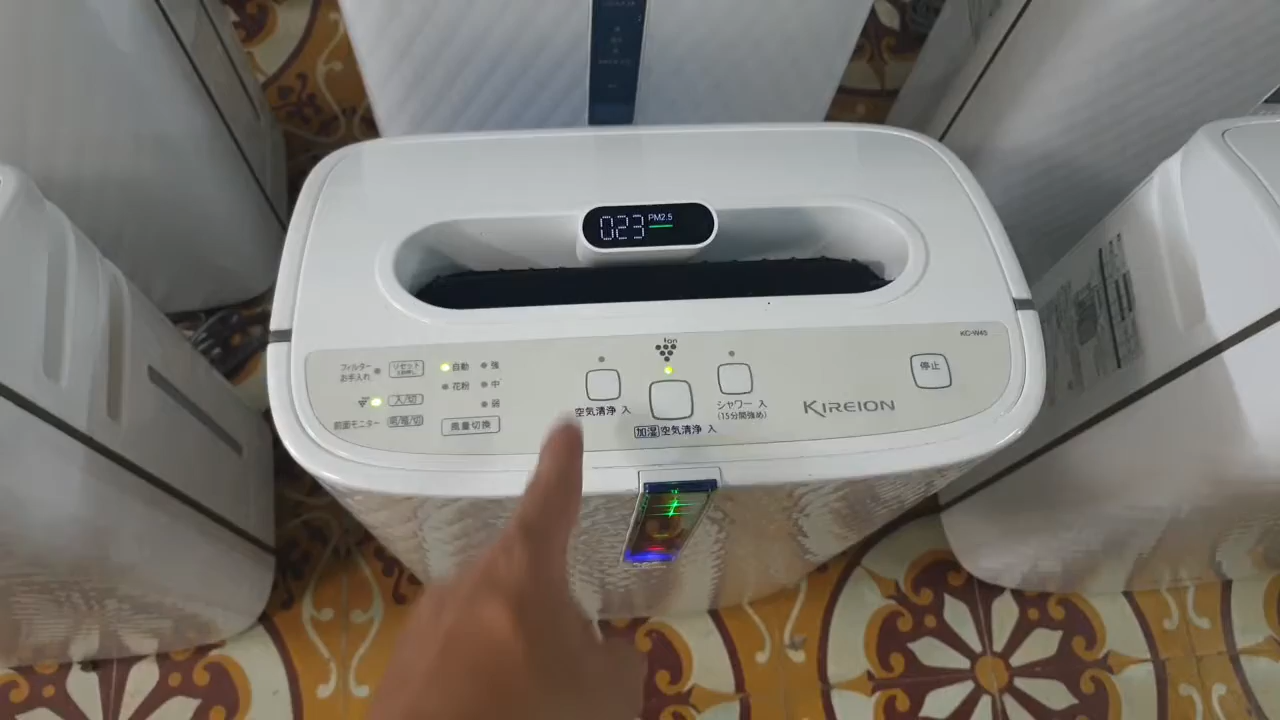 023 PM2.5
KC-W45
フィルター
お手入れ
リセット
自動
強
花粉
中
弱
入/切
前面モニター
風量切換
Ion
空気清浄 入
加湿空気清浄 入
シャワー 入
(15分間強め)
KIREION
停止